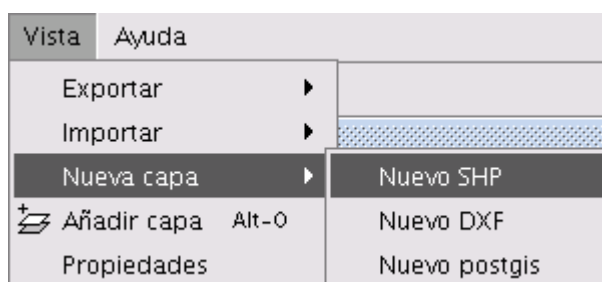 Vista Ayuda
Exportar
Importar
Nueva capa Nuevo SHP
Añadir capa Alt-O Nuevo DXF
Propiedades Nuevo postgis